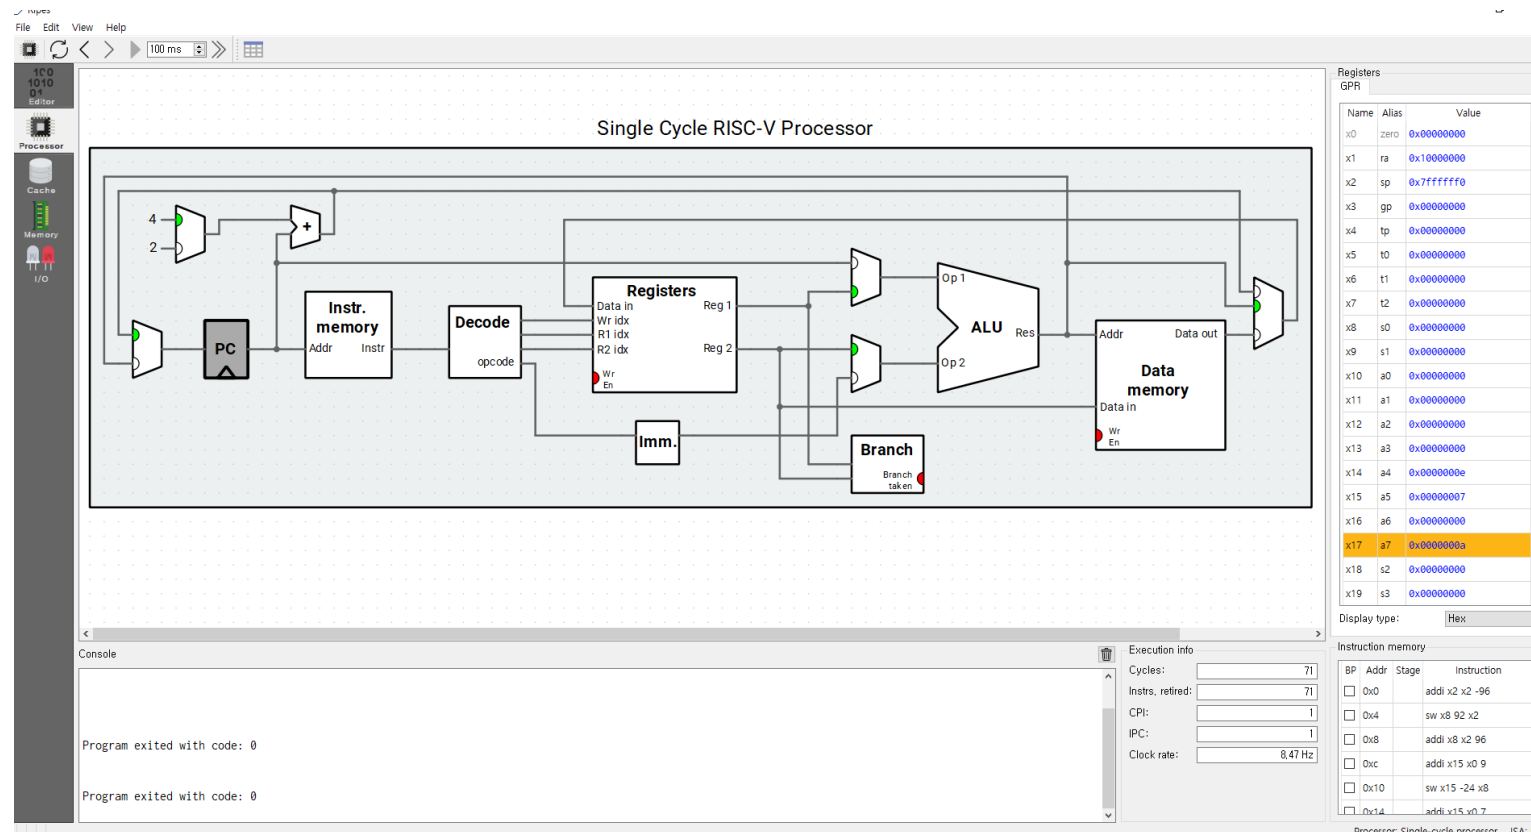 Ripes
File Edit View Help
100 ms
100
1010
01
Editor
Processor
Cache
Memory
I/O
Single Cycle RISC-V Processor
4
2
+
PC
Instr.
memory
Addr Instr
Decode
opcode
Registers
Data in Reg 1
Wr idx
R1 idx
R2 idx Reg 2
Wr
En
Imm.
Op 1
ALU Res
Op 2
Branch
Branch
taken
Addr Data out
Data
memory
Data in
Wr
En
Registers
GPR
Name Alias Value
x0 zero 0x00000000
x1 ra 0x10000000
x2 sp 0x7ffffff0
x3 gp 0x00000000
x4 tp 0x00000000
x5 t0 0x00000000
x6 t1 0x00000000
x7 t2 0x00000000
x8 s0 0x00000000
x9 s1 0x00000000
x10 a0 0x00000000
x11 a1 0x00000000
x12 a2 0x00000000
x13 a3 0x00000000
x14 a4 0x0000000e
x15 a5 0x00000007
x16 a6 0x00000000
x17 a7 0x0000000a
x18 s2 0x00000000
x19 s3 0x00000000
Display type: Hex
Console
Program exited with code: 0
Program exited with code: 0
Execution info
Cycles: 71
Instrs, retired: 71
CPI: 1
IPC: 1
Clock rate: 8,47 Hz
Instruction memory
BP Addr Stage Instruction
0x0 addi x2 x2 -96
0x4 sw x8 92 x2
0x8 addi x8 x2 96
0xc addi x15 x0 9
0x10 sw x15 -24 x8
0x14 addi x15 x0 7
Processor: Single-cycle processor ISA: